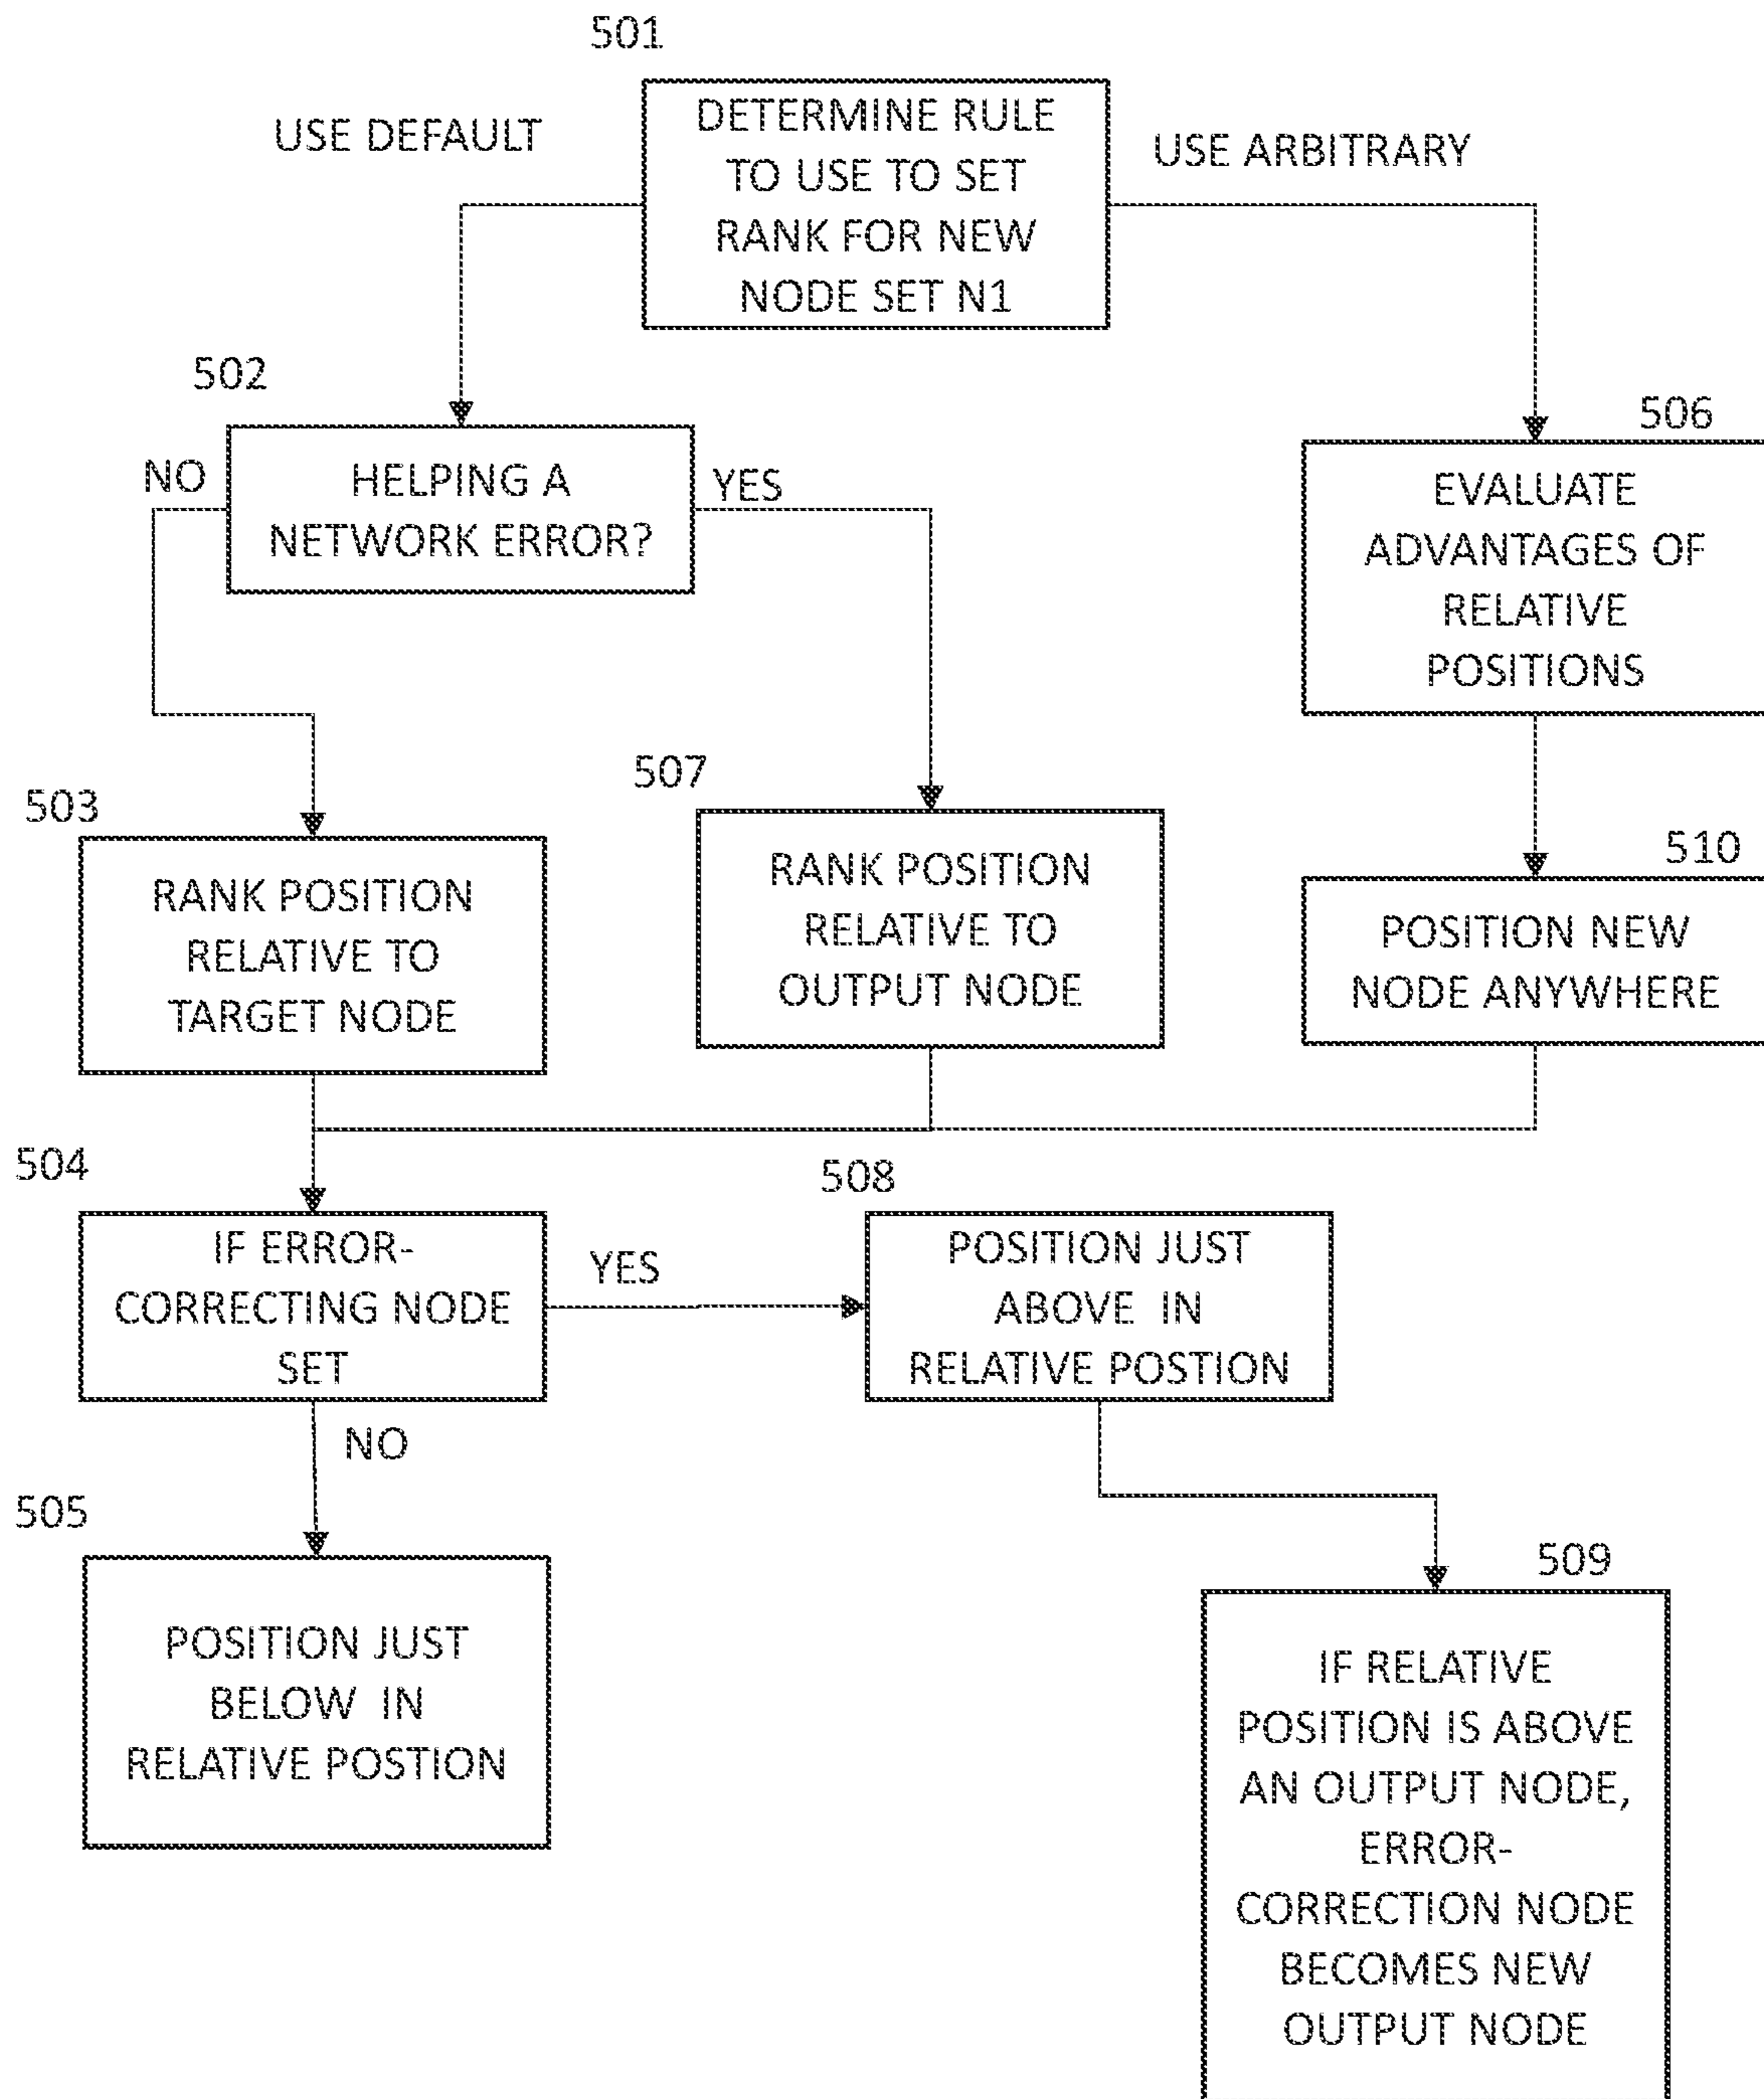 501
USE DEFAULT
DETERMINE RULE
TO USE TO SET
RANK FOR NEW
NODE SET N1
USE ARBITRARY
502
NO
HELPING A
NETWORK ERROR?
YES
506
EVALUATE
ADVANTAGES OF
RELATIVE
POSITIONS
503
RANK POSITION
RELATIVE TO
TARGET NODE
507
RANK POSITION
RELATIVE TO
OUTPUT NODE
510
POSITION NEW
NODE ANYWHERE
504
IF ERROR-
CORRECTING NODE
SET
YES
NO
508
POSITION JUST
ABOVE IN
RELATIVE POSTION
505
POSITION JUST
BELOW IN
RELATIVE POSTION
509
IF RELATIVE
POSITION IS ABOVE
AN OUTPUT NODE,
ERROR-
CORRECTION NODE
BECOMES NEW
OUTPUT NODE